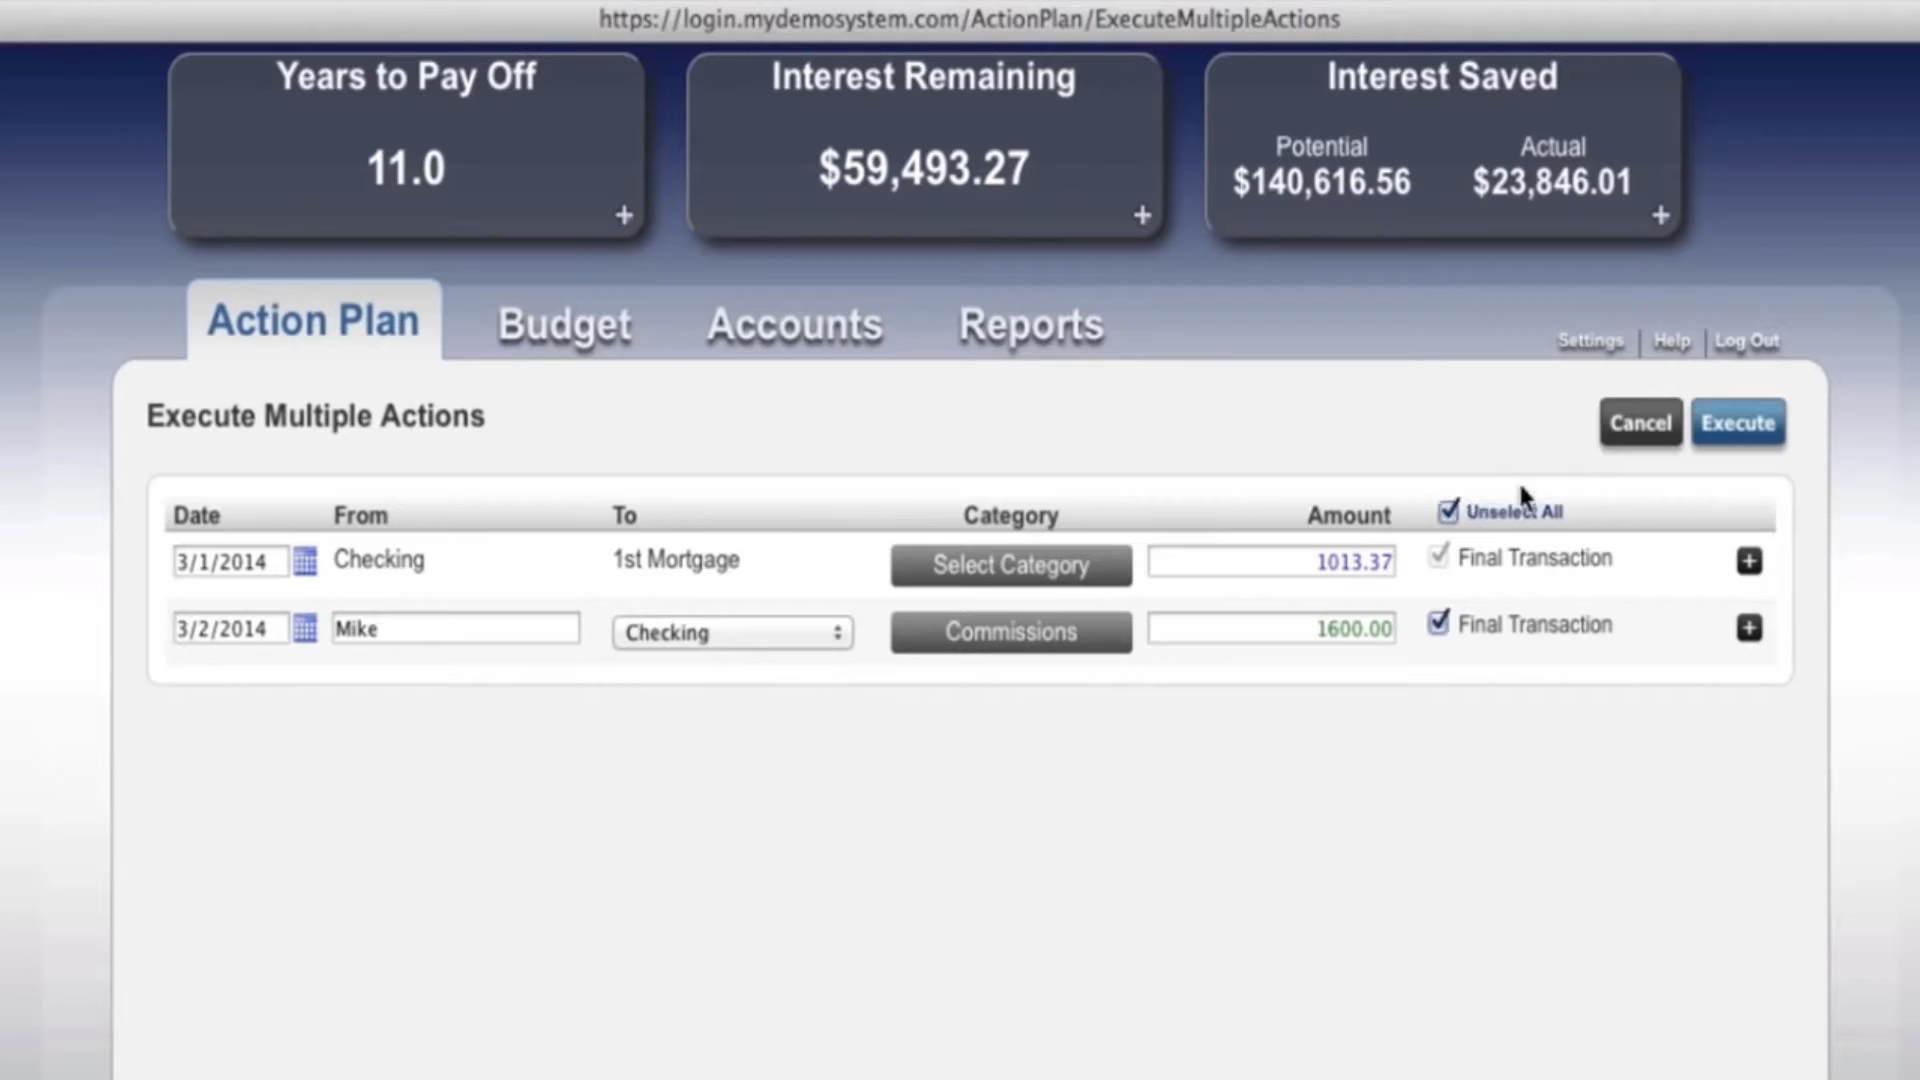 https://login.mydemosystem.com/ActionPlan/ExecuteMultipleActions
Years to Pay Off
11.0
+
Interest Remaining
$59,493.27
+
Interest Saved
Potential Actual
$140,616.56 $23,846.01
+
Action Plan Budget Accounts Reports
Settings | Help | Log Out
Execute Multiple Actions
Cancel Execute
Date From To Category Amount Unselect All
3/1/2014 Checking 1st Mortgage Select Category 1013.37 Final Transaction +
3/2/2014 Mike Checking Commissions 1600.00 Final Transaction +